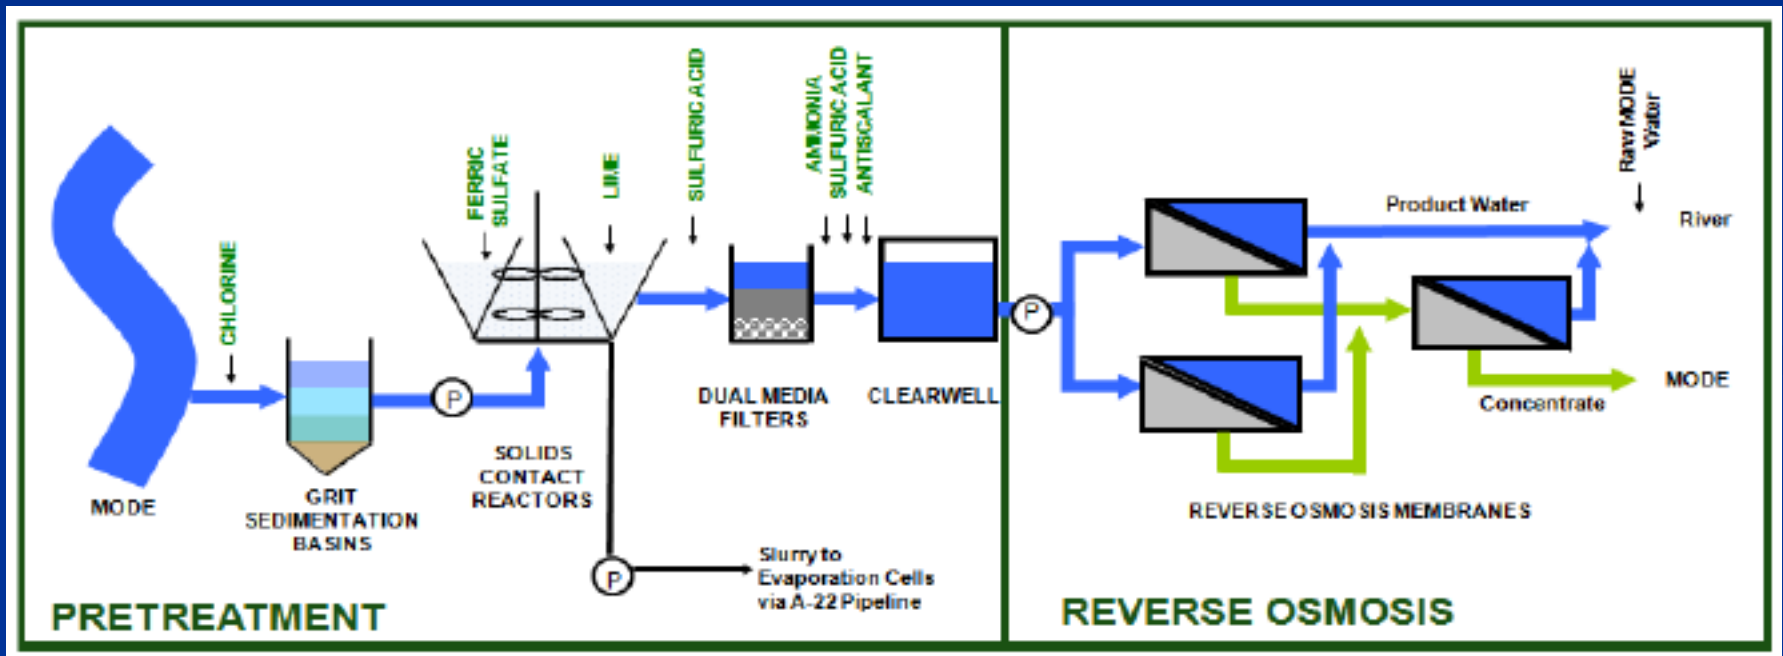 CHLORINE
FERRIC
SULFATE
LIME
SULFURIC ACID
AMMONIA
SULFURIC ACID
ANTISCALANT
P
MODE
GRIT
SEDIMENTATION
BASINS
SOLIDS
CONTACT
REACTORS
DUAL MEDIA
FILTERS
CLEARWELL
P
Slurry to
Evaporation Cells
via A-22 Pipeline
PRETREATMENT
P
Raw MODE
Water
Product Water
River
MODE
Concentrate
REVERSE OSMOSIS MEMBRANES
REVERSE OSMOSIS